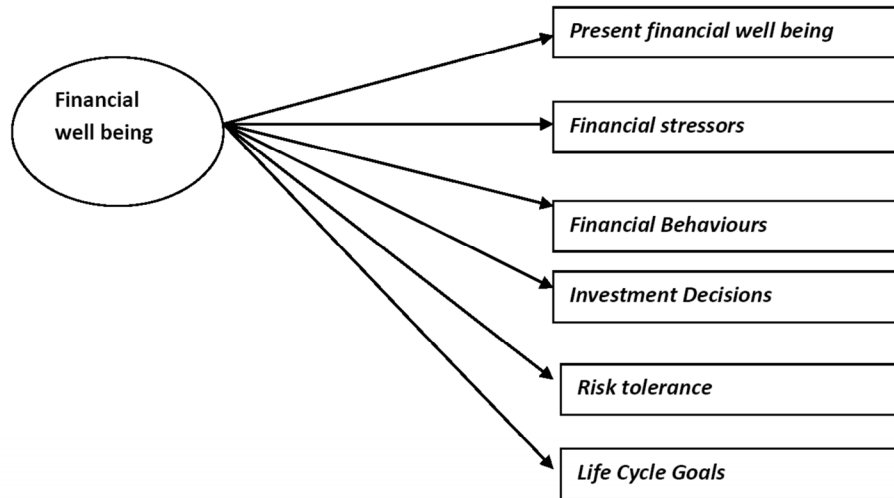 Financial
well being
Present financial well being
Financial stressors
Financial Behaviours
Investment Decisions
Risk tolerance
Life Cycle Goals